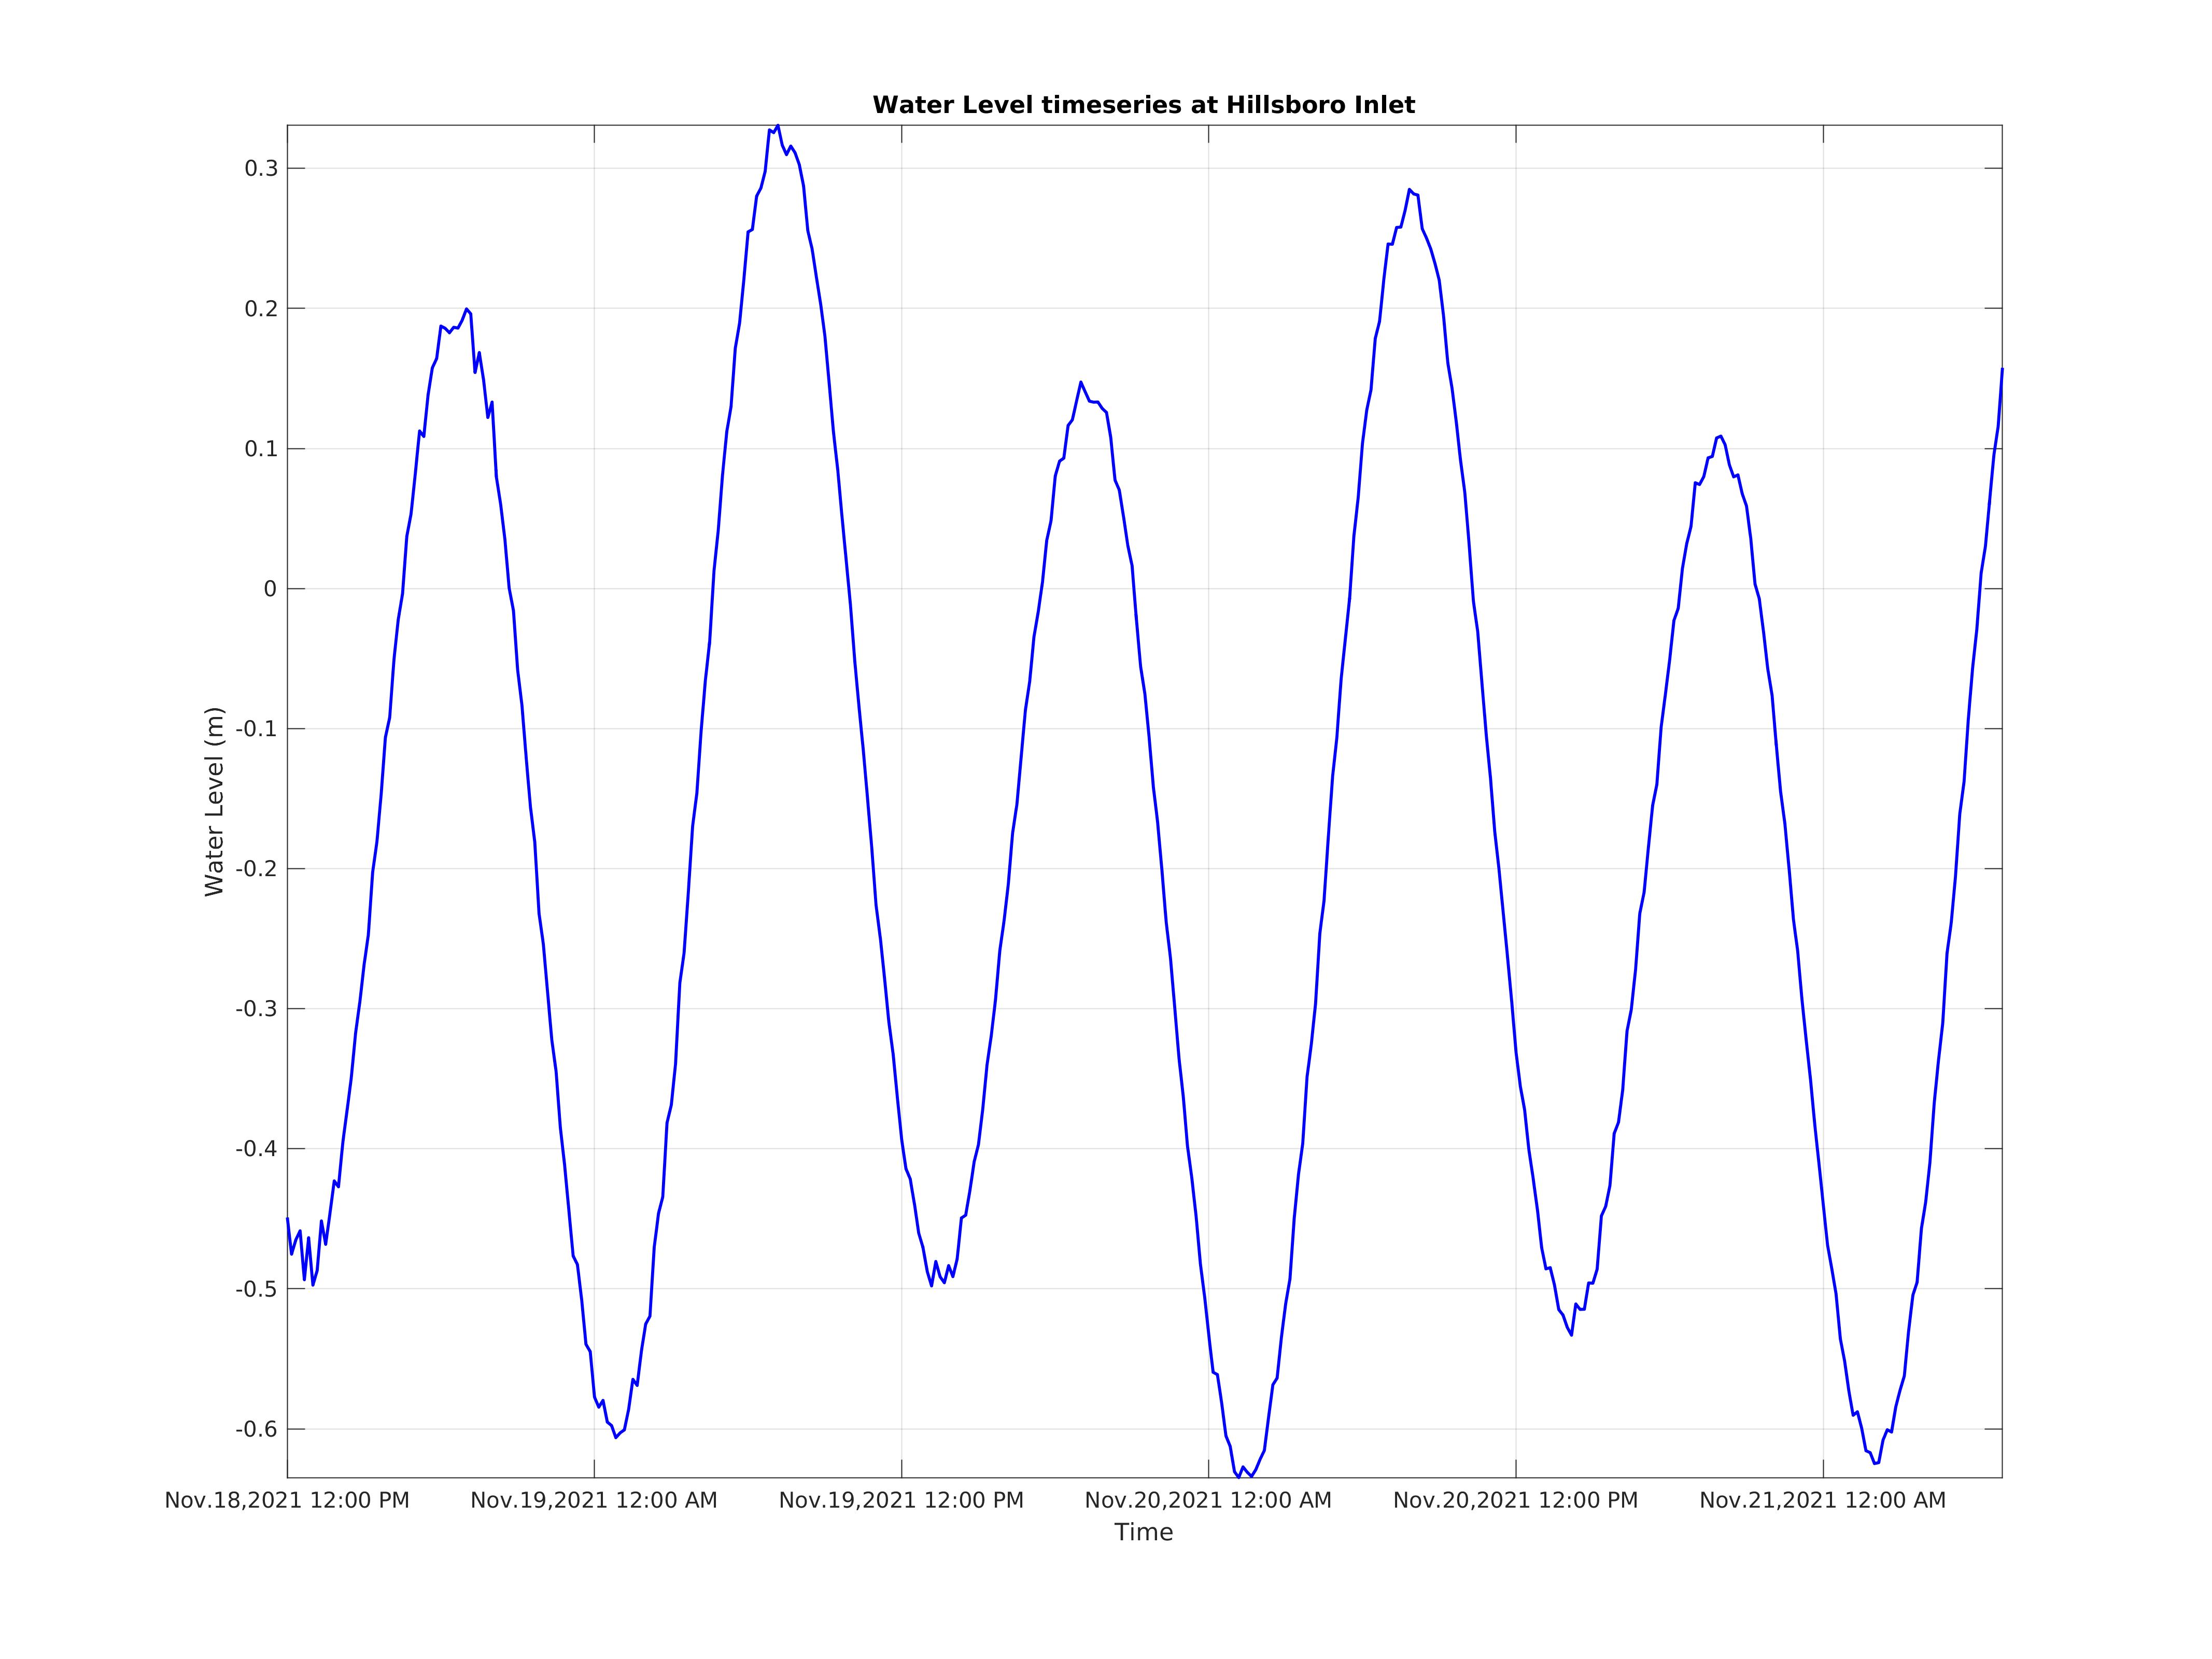 Water Level timeseries at Hillsboro Inlet
0.3
0.2
0.1
0
-0.1
-0.2
-0.3
-0.4
-0.5
-0.6
Water Level (m)
Nov.18,2021 12:00 PM Nov.19,2021 12:00 AM Nov.19,2021 12:00 PM Nov.20,2021 12:00 AM Nov.20,2021 12:00 PM Nov.21,2021 12:00 AM
Time